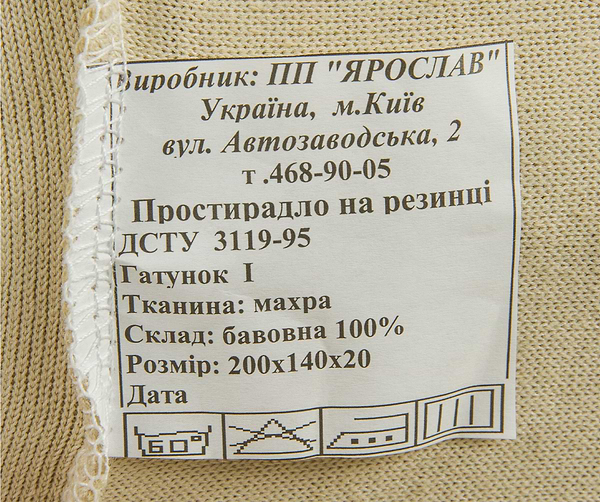 Виробник: ПП "ЯРОСЛАВ"
Україна, м.Київ
вул. Автозаводська, 2
т .468-90-05
Простирадло на резинці
ДСТУ 3119-95
Гатунок I
Тканина: махра
Склад: бавовна 100%
Розмір: 200х140х20
Дата
60°